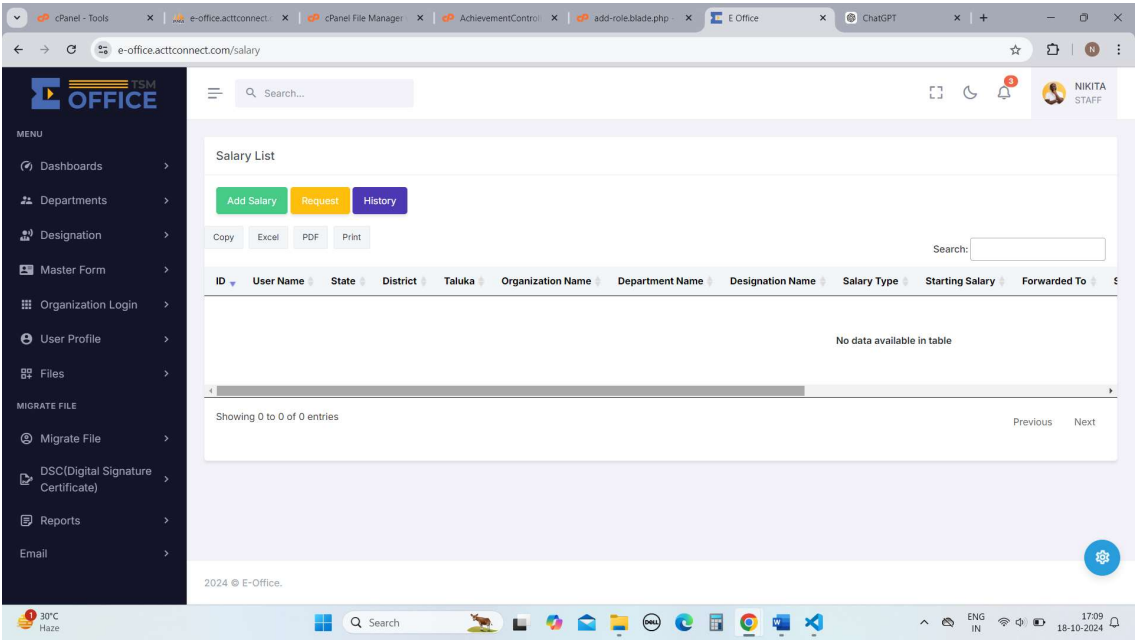 cPanel - Tools
e-office.acttconnect.
cPanel File Manager
AchievementControl
add-role.blade.php -
E Office
ChatGPT
e-office.acttconnect.com/salary
N
TSM
OFFICE
Search...
3
NIKITA
STAFF
MENU
Dashboards
Departments
Designation
Master Form
Organization Login
User Profile
Files
MIGRATE FILE
Migrate File
DSC(Digital Signature
Certificate)
Reports
Email
Salary List
Add Salary Request History
Copy Excel PDF Print
Search:
ID User Name State District Taluka Organization Name Department Name Designation Name Salary Type Starting Salary Forwarded To S
No data available in table
Showing 0 to 0 of 0 entries
Previous Next
2024 © E-Office.
1
30°C
Haze
Search
DELL
ENG
IN
17:09
18-10-2024